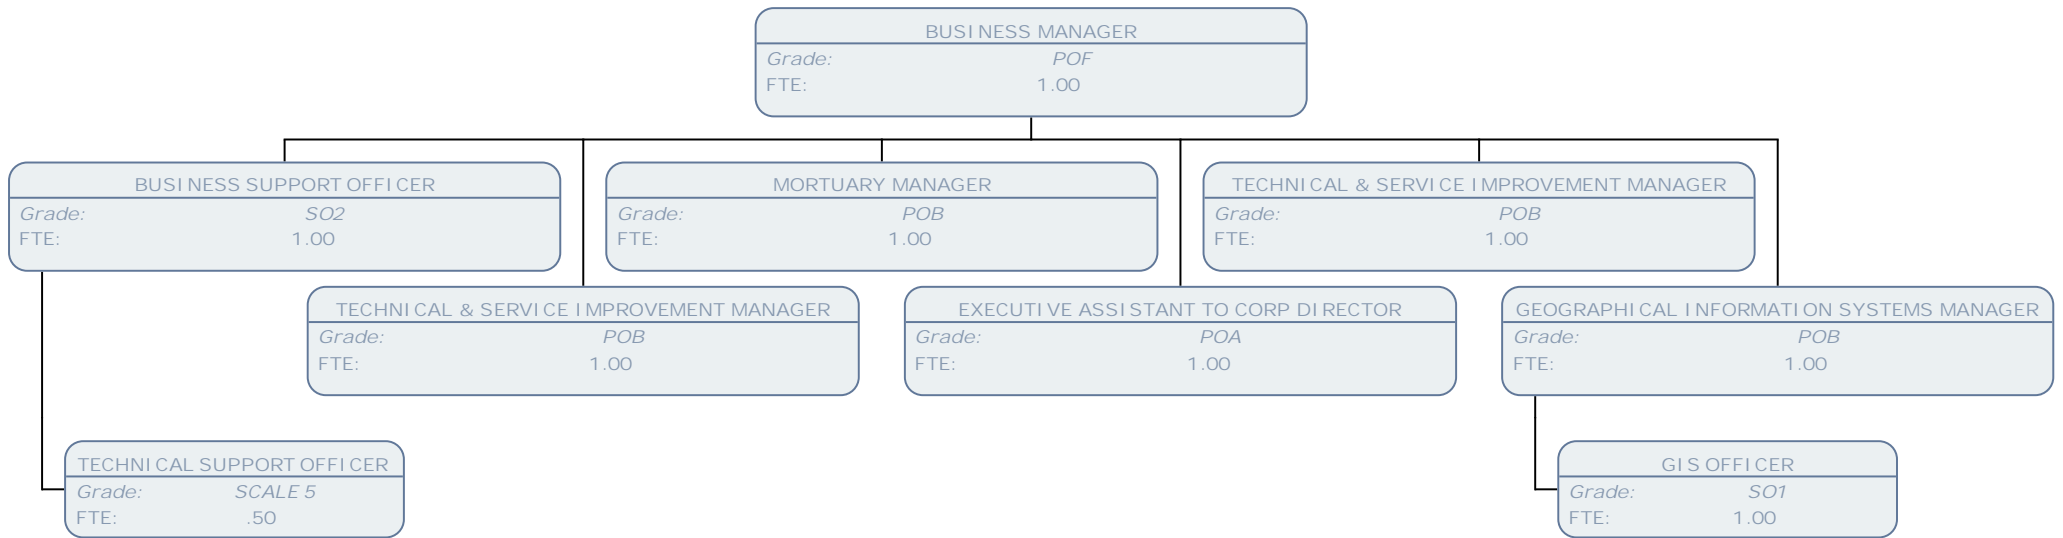 BUSINESS MANAGER
Grade: POF
FTE: 1.00
BUSINESS SUPPORT OFFICER
Grade: SO2
FTE: 1.00
MORTUARY MANAGER
Grade: POB
FTE: 1.00
TECHNICAL & SERVICE IMPROVEMENT MANAGER
Grade: POB
FTE: 1.00
TECHNICAL & SERVICE IMPROVEMENT MANAGER
Grade: POB
FTE: 1.00
EXECUTIVE ASSISTANT TO CORP DIRECTOR
Grade: POA
FTE: 1.00
GEOGRAPHICAL INFORMATION SYSTEMS MANAGER
Grade: POB
FTE: 1.00
TECHNICAL SUPPORT OFFICER
Grade: SCALE 5
FTE: .50
GIS OFFICER
Grade: SO1
FTE: 1.00